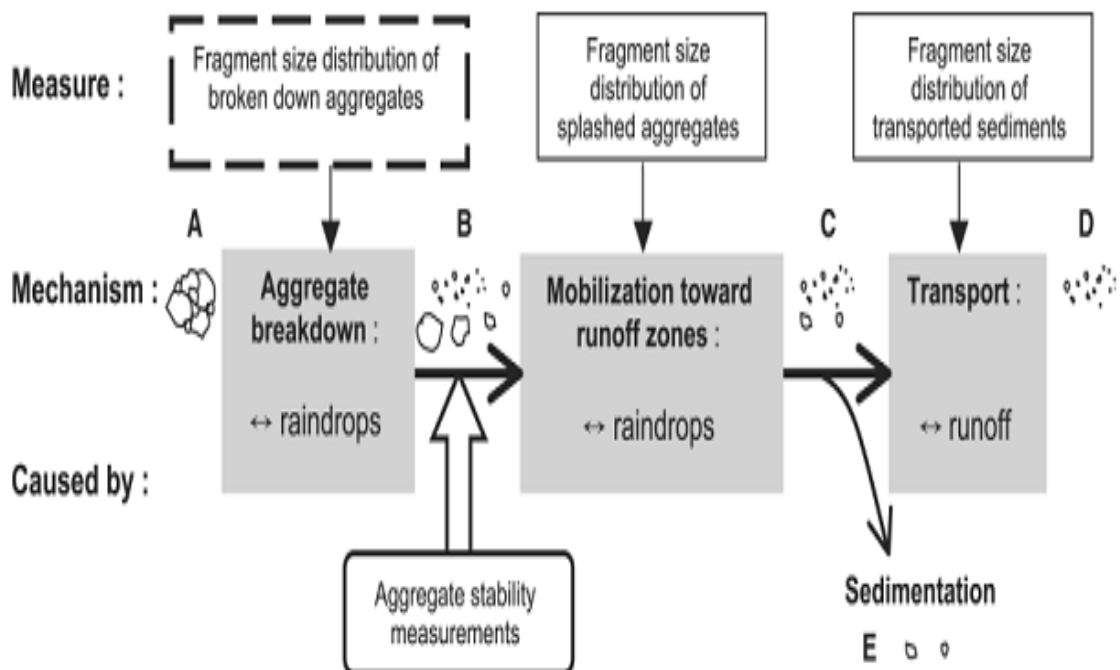 Measure :
Fragment size distribution of
broken down aggregates
Fragment size
distribution of
splashed aggregates
Fragment size
distribution of
transported sediments
A
B
C
D
Mechanism :
Aggregate
breakdown :
Mobilization toward
runoff zones :
Transport :
Caused by :
↔ raindrops
↔ raindrops
↔ runoff
Aggregate stability
measurements
Sedimentation
E